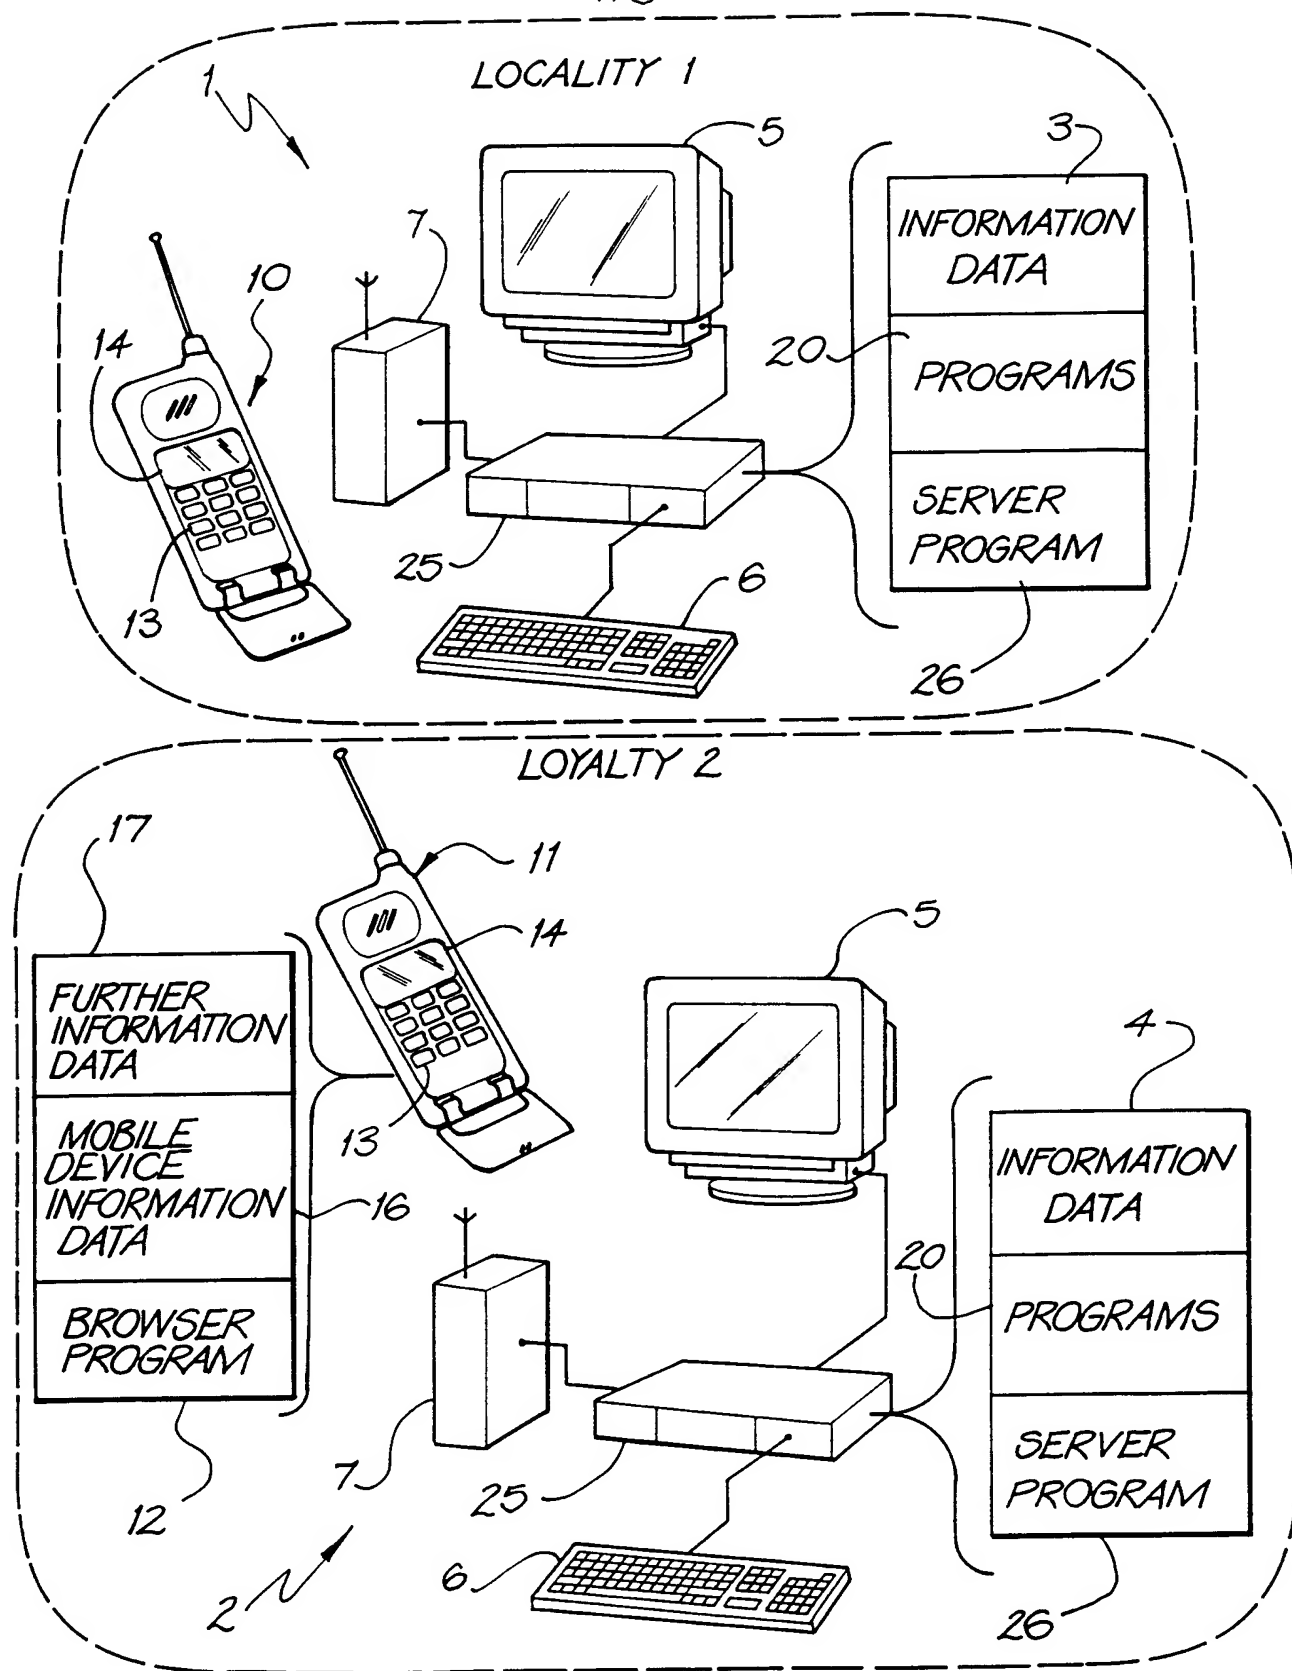 LOCALITY 1
1
5
3
7
INFORMATION
DATA
10
14
20
PROGRAMS
SERVER
PROGRAM
25
6
13
26
LOYALTY 2
17
11
5
14
FURTHER
INFORMATION
DATA
4
MOBILE
DEVICE
INFORMATION
DATA
13
INFORMATION
DATA
16
20
PROGRAMS
BROWSER
PROGRAM
SERVER
PROGRAM
7
25
12
6
2
26